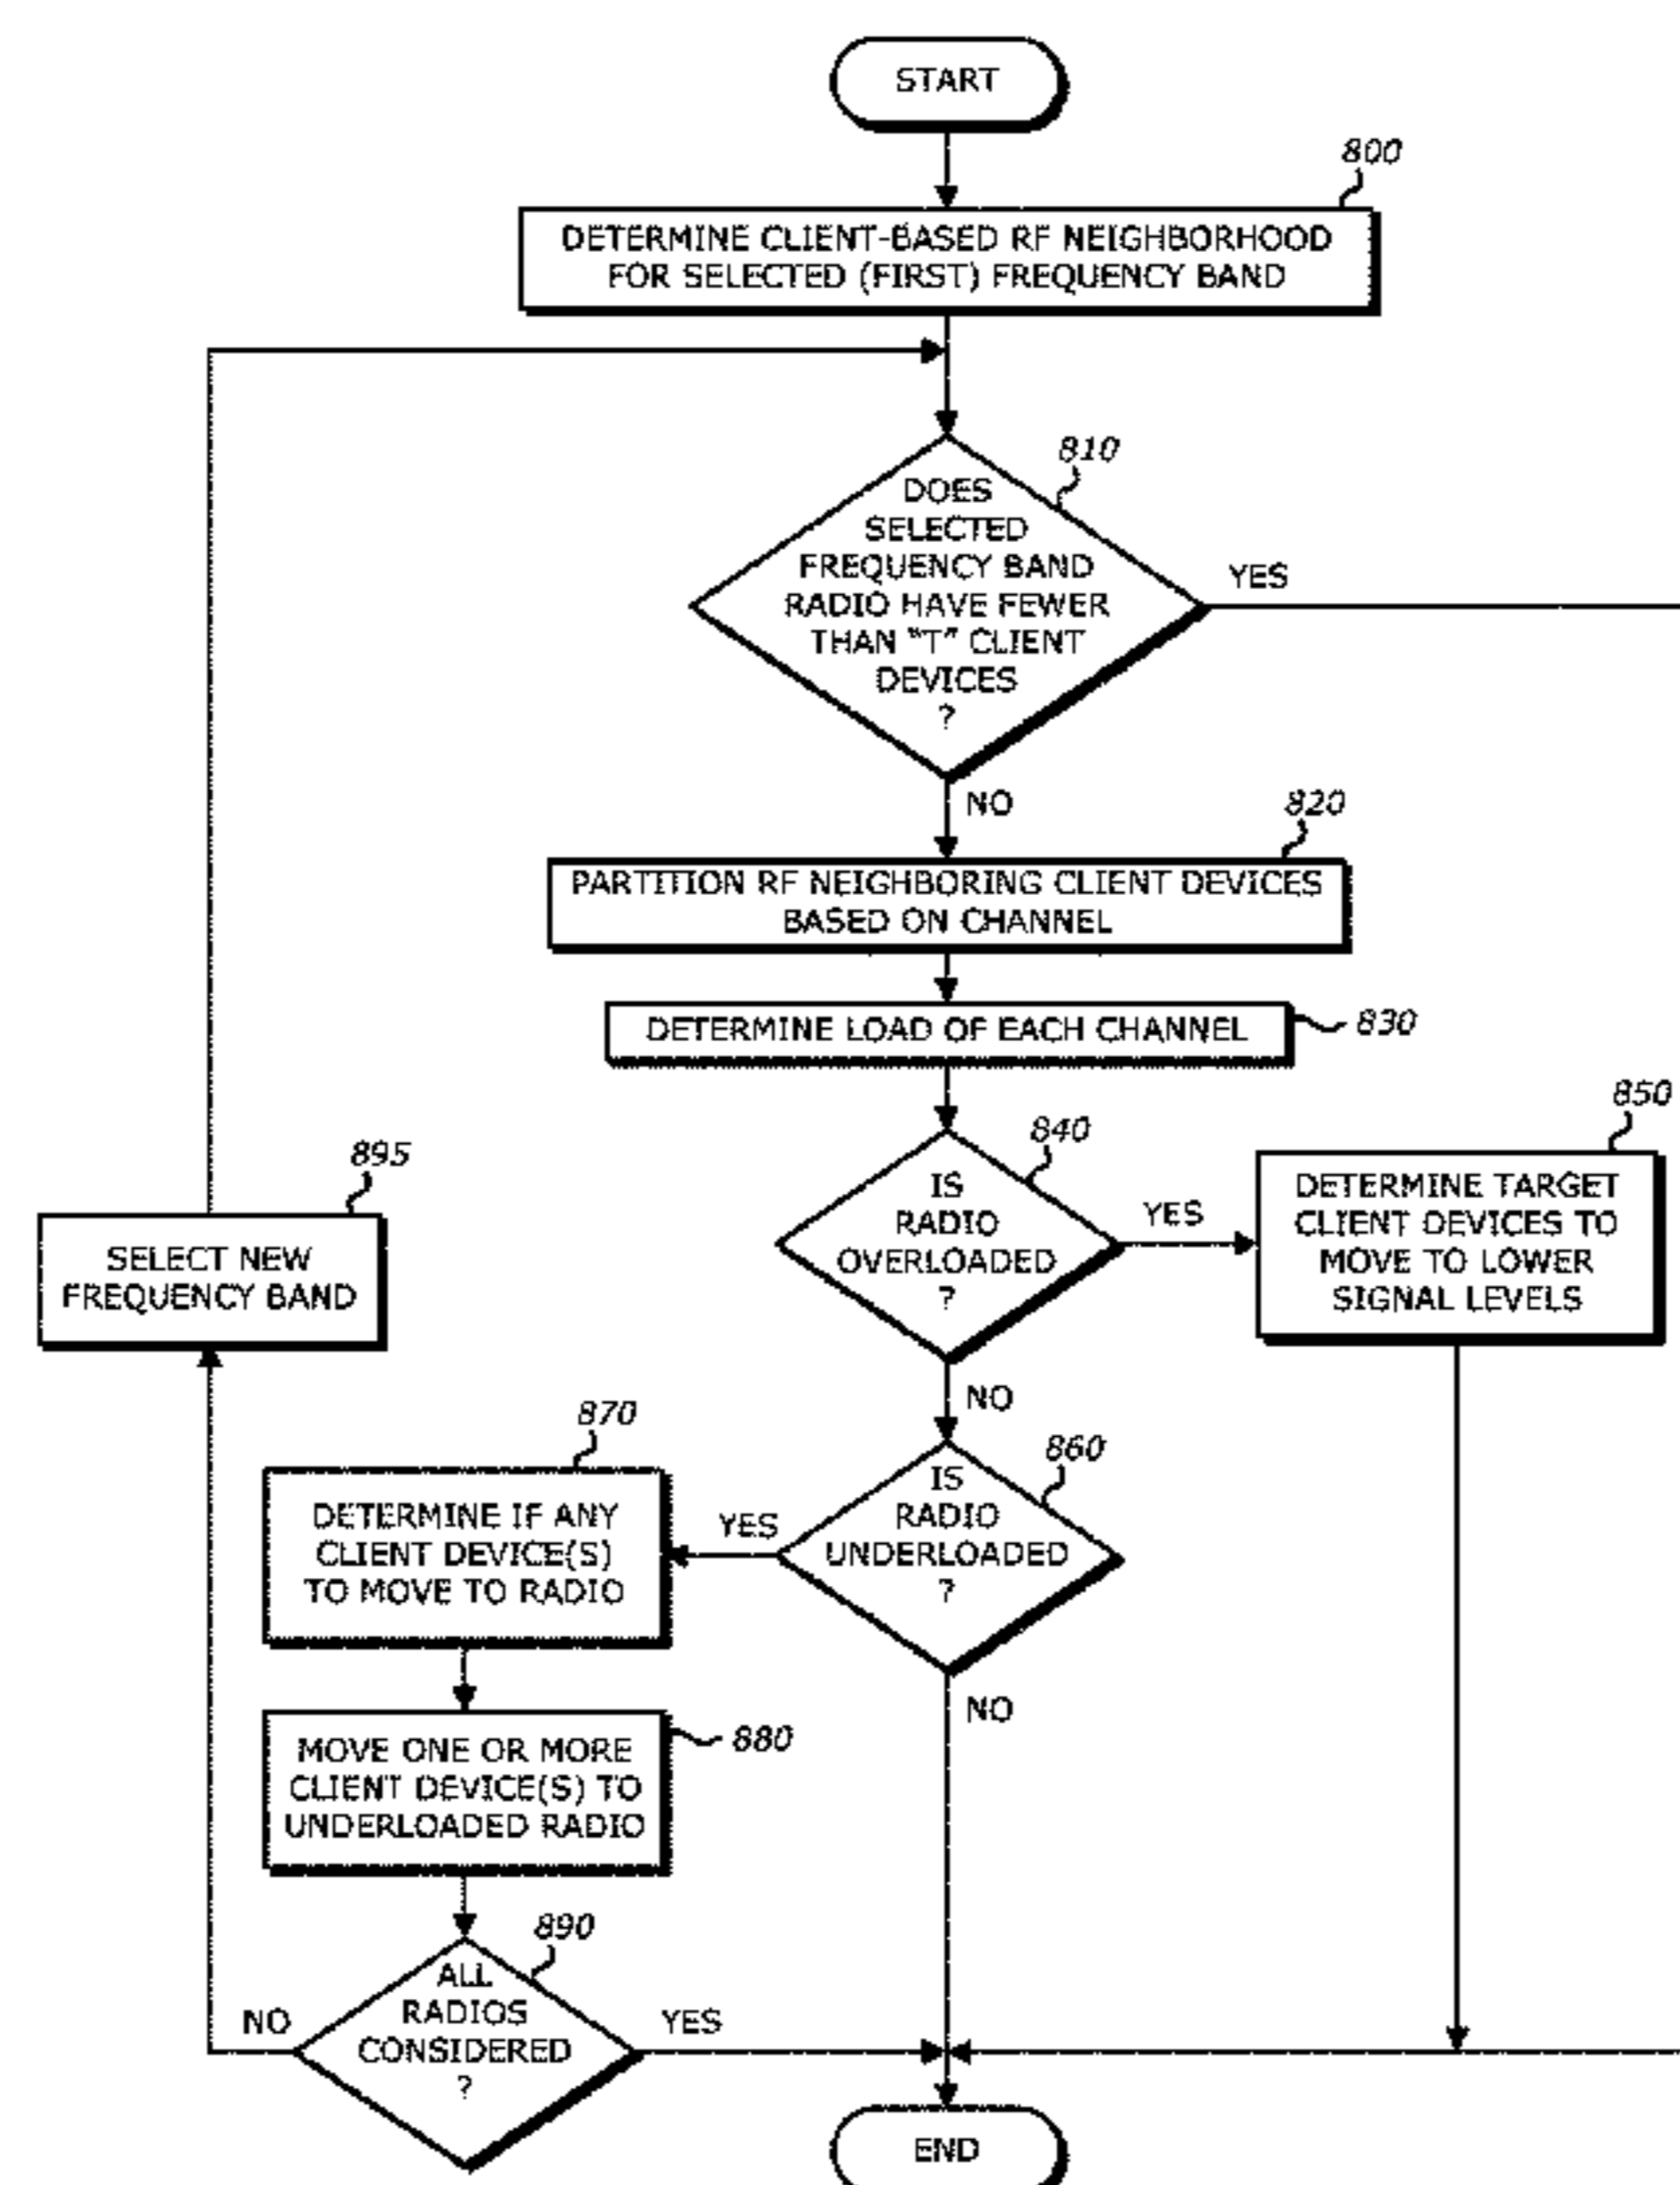 START
800
DETERMINE CLIENT-BASED RF NEIGHBORHOOD
FOR SELECTED (FIRST) FREQUENCY BAND
810
DOES
SELECTED
FREQUENCY BAND
RADIO HAVE FEWER
THAN "T" CLIENT
DEVICES
?
YES
NO
820
PARTITION RF NEIGHBORING CLIENT DEVICES
BASED ON CHANNEL
DETERMINE LOAD OF EACH CHANNEL
830
840
IS
RADIO
OVERLOADED
?
YES
850
DETERMINE TARGET
CLIENT DEVICES TO
MOVE TO LOWER
SIGNAL LEVELS
895
SELECT NEW
FREQUENCY BAND
NO
860
IS
RADIO
UNDERLOADED
?
YES
870
DETERMINE IF ANY
CLIENT DEVICE(S)
TO MOVE TO RADIO
NO
MOVE ONE OR MORE
CLIENT DEVICE(S) TO
UNDERLOADED RADIO
880
890
ALL
RADIOS
CONSIDERED
?
NO
YES
END